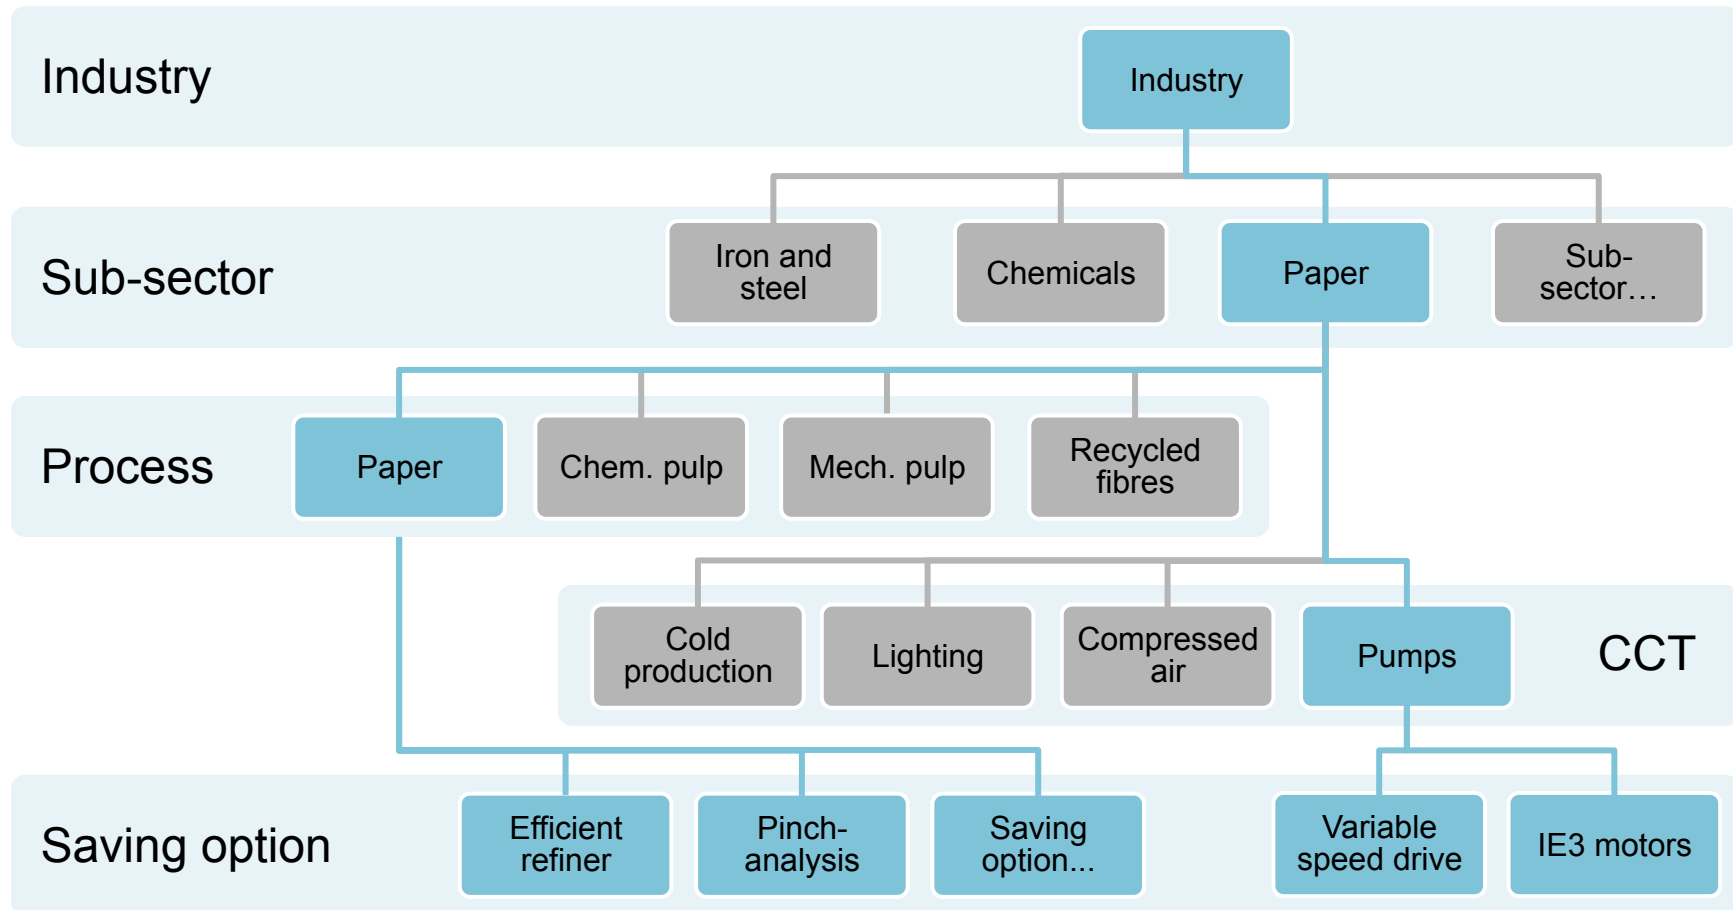 Industry
Industry
Sub-sector
Iron and
steel
Chemicals
Paper
Sub-
sector…
Process
Paper
Chem. pulp
Mech. pulp
Recycled
fibres
Cold
production
Lighting
Compressed
air
Pumps
CCT
Saving option
Efficient
refiner
Pinch-
analysis
Saving
option...
Variable
speed drive
IE3 motors